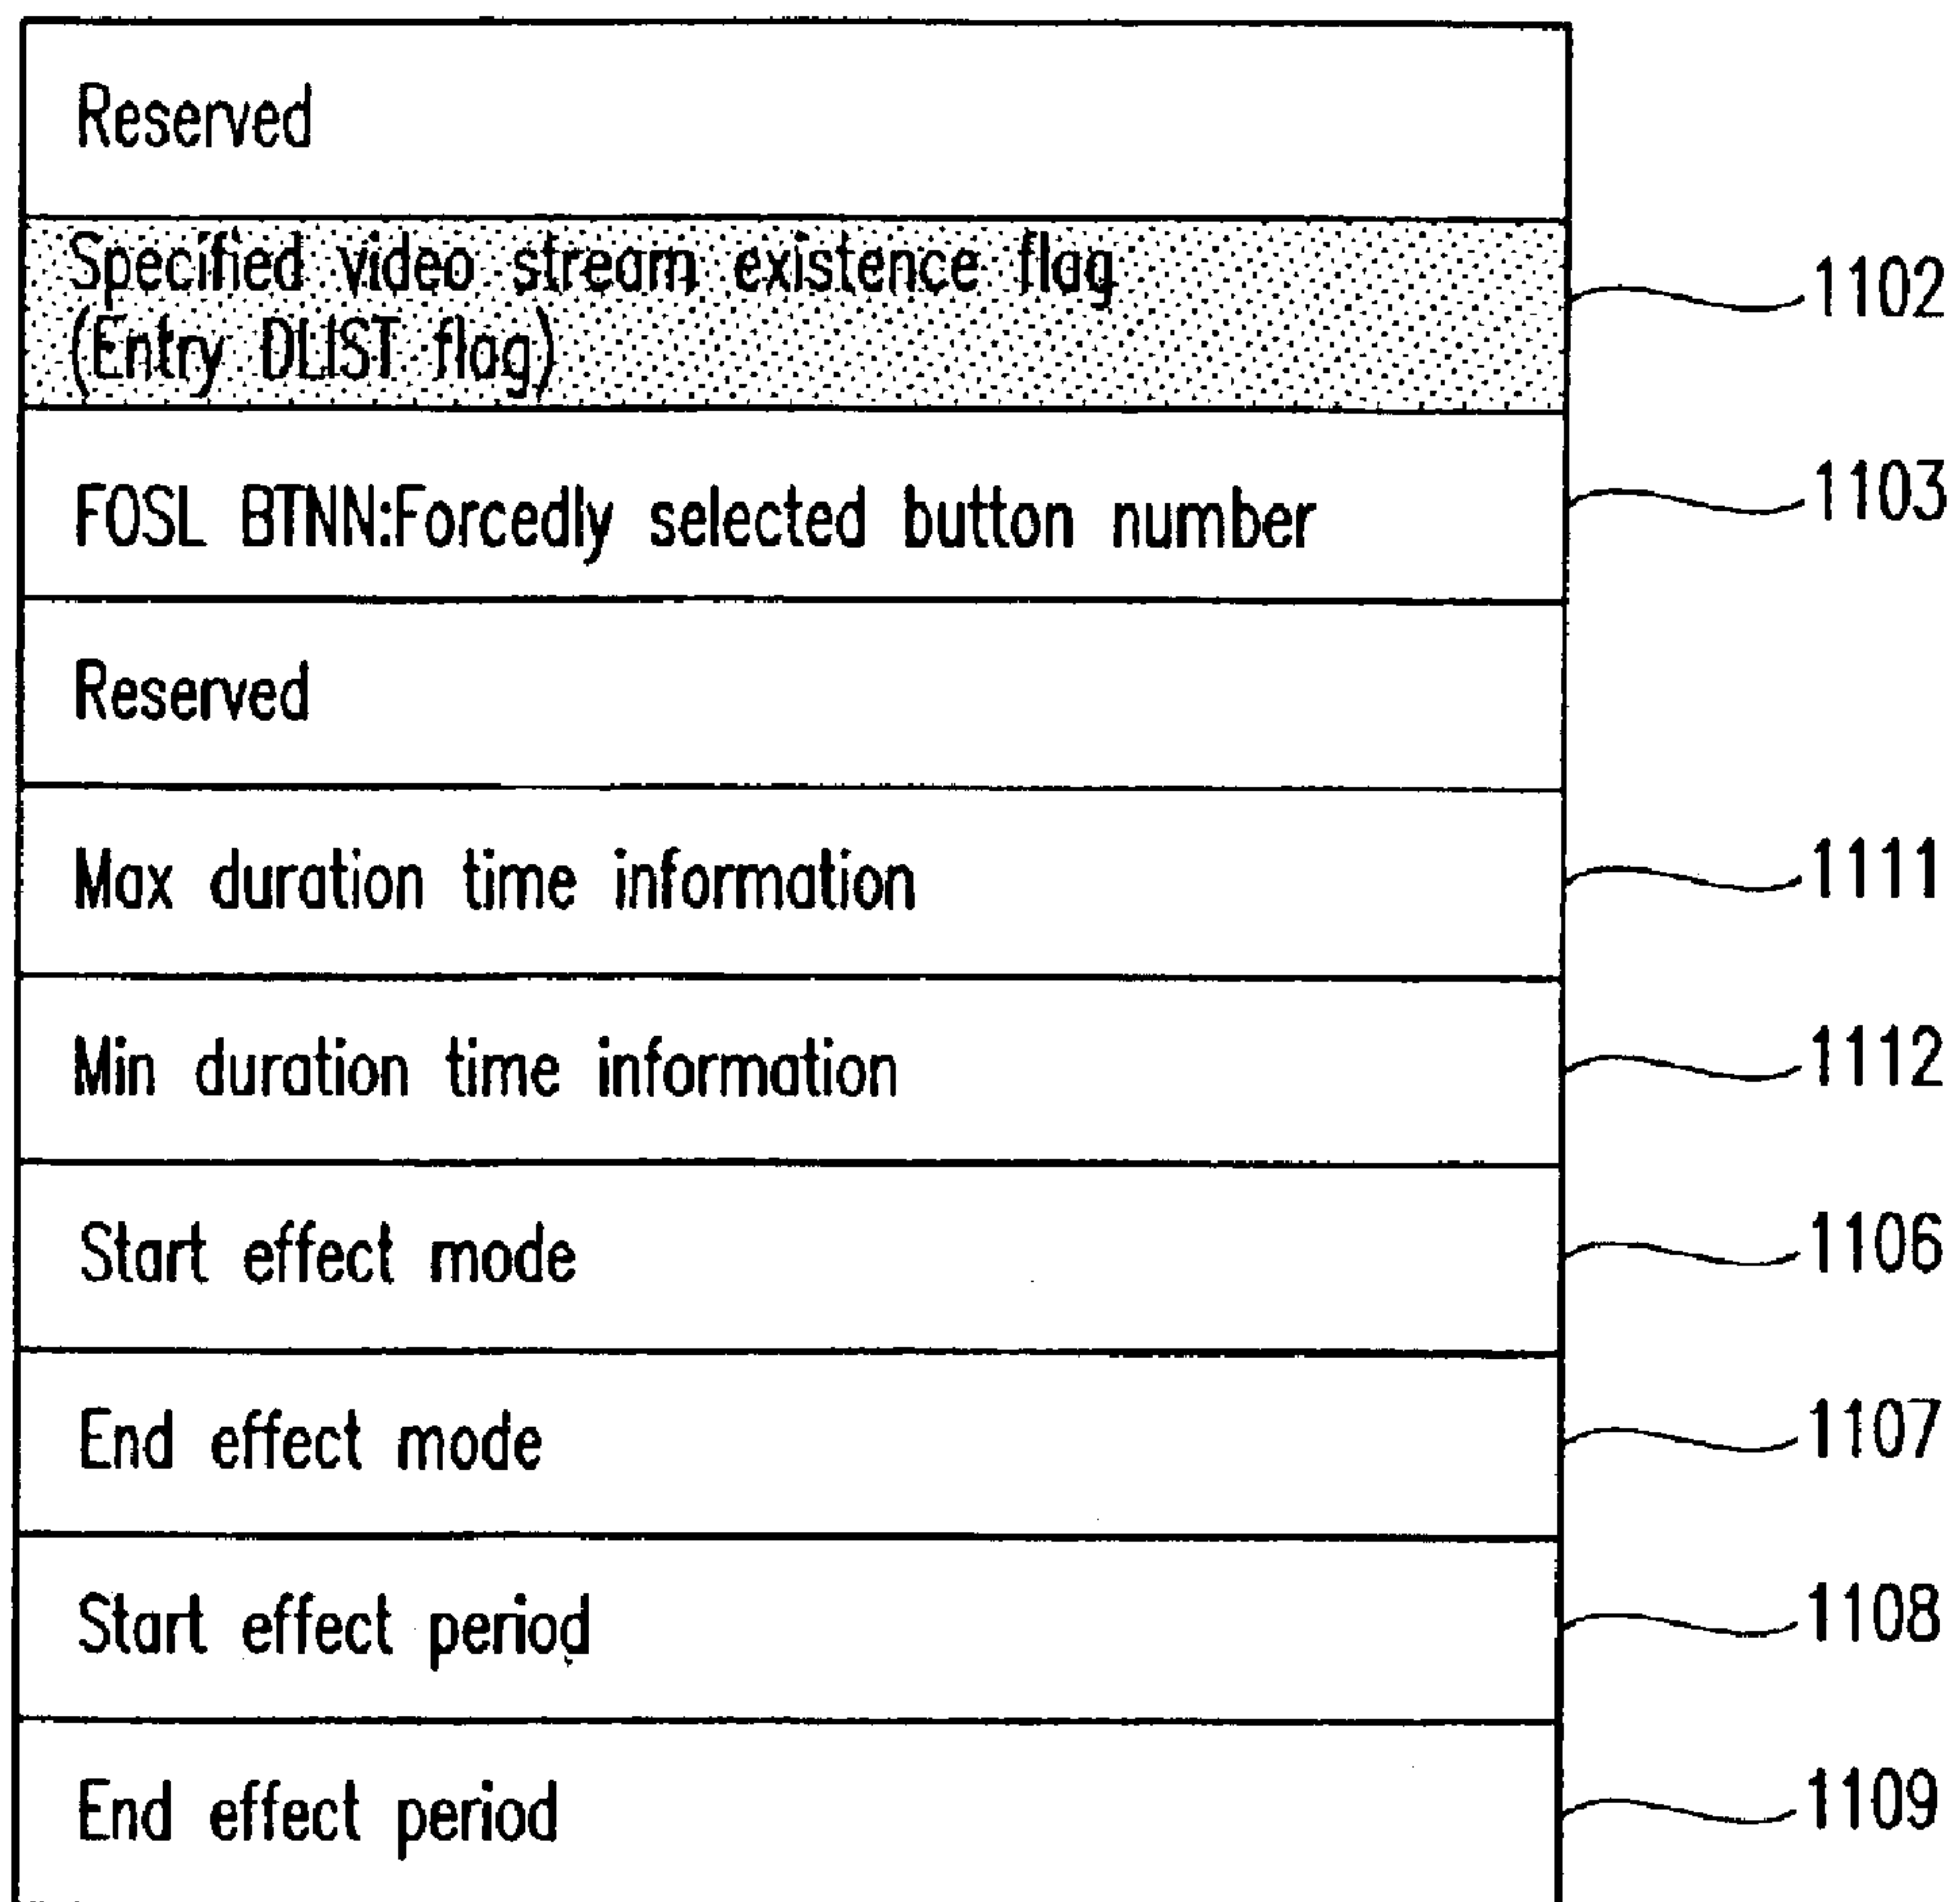 Reserved
Specified video stream existence flag
(Entry DLIST flag)
1102
FOSL BTNN:Forcedly selected button number
1103
Reserved
Max duration time information
1111
Min duration time information
1112
Start effect mode
1106
End effect mode
1107
Start effect period
1108
End effect period
1109